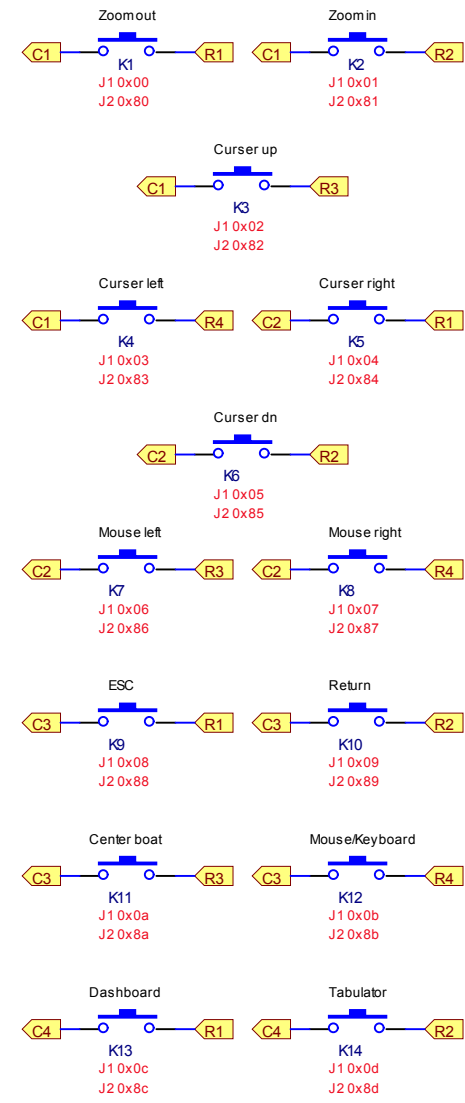 Zoom out Zoom in
C1 R1 C1 R2
K1 K2
J1 0x00 J1 0x01
J2 0x80 J2 0x81
Curser up
C1 R3
K3
J1 0x02
J2 0x82
Curser left Curser right
C1 R4 C2 R1
K4 K5
J1 0x03 J1 0x04
J2 0x83 J2 0x84
Curser dn
C2 R2
K6
J1 0x05
J2 0x85
Mouse left Mouse right
C2 R3 C2 R4
K7 K8
J1 0x06 J1 0x07
J2 0x86 J2 0x87
ESC Return
C3 R1 C3 R2
K9 K10
J1 0x08 J1 0x09
J2 0x88 J2 0x89
Center boat Mouse/Keyboard
C3 R3 C3 R4
K11 K12
J1 0x0a J1 0x0b
J2 0x8a J2 0x8b
Dashboard Tabulator
C4 R1 C4 R2
K13 K14
J1 0x0c J1 0x0d
J2 0x8c J2 0x8d